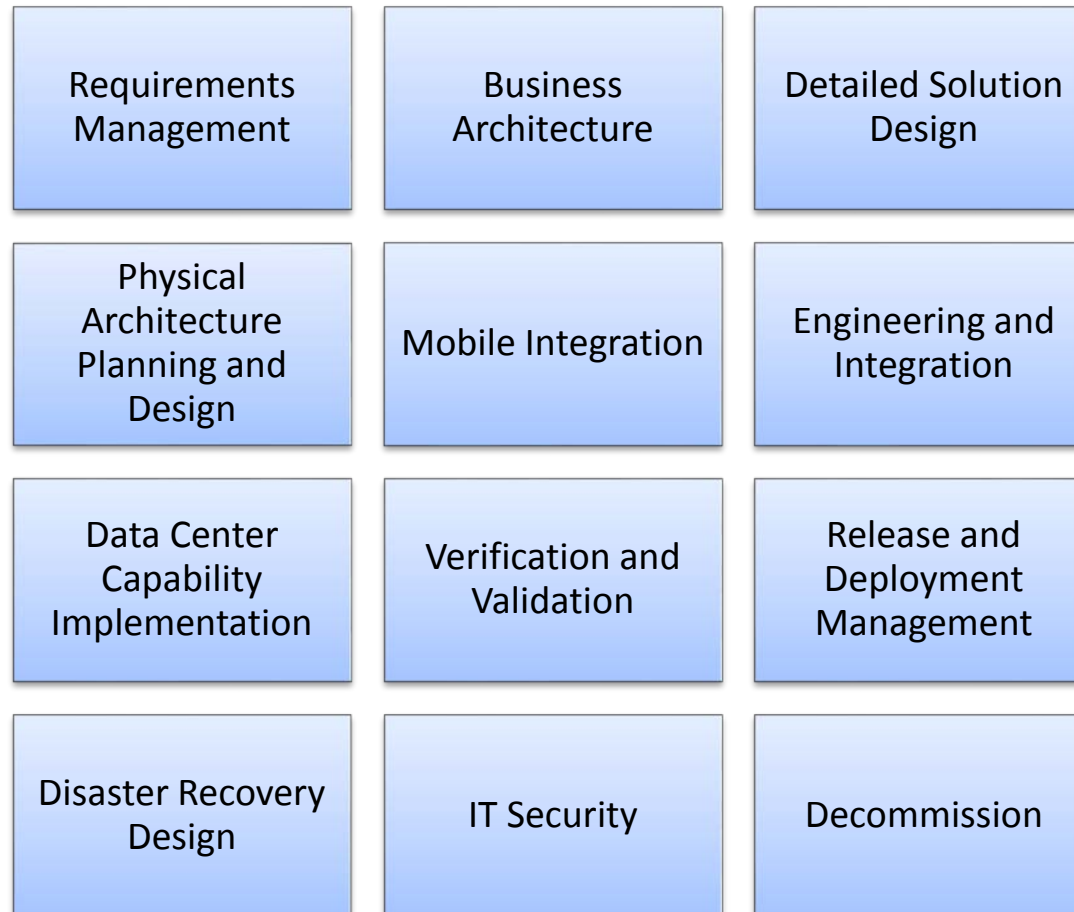 Requirements
Management
Business
Architecture
Detailed Solution
Design
Physical
Architecture
Planning and
Design
Mobile Integration
Engineering and
Integration
Data Center
Capability
Implementation
Verification and
Validation
Release and
Deployment
Management
Disaster Recovery
Design
IT Security
Decommission